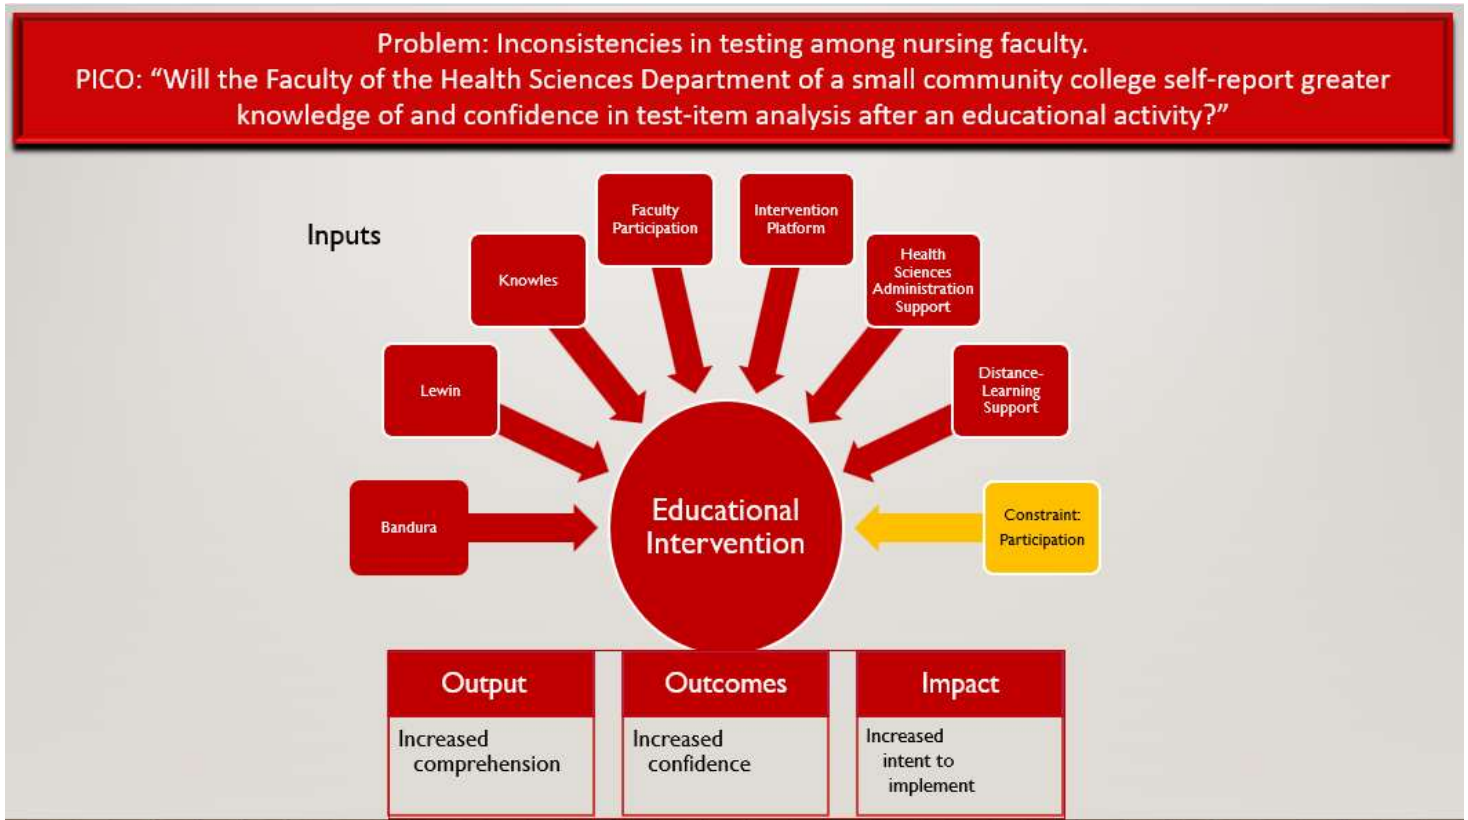 Problem: Inconsistencies in testing among nursing faculty.
PICO: “Will the Faculty of the Health Sciences Department of a small community college self-report greater
knowledge of and confidence in test-item analysis after an educational activity?”
Inputs
Bandura
Lewin
Knowles
Faculty
Participation
Intervention
Platform
Health
Sciences
Administration
Support
Distance-
Learning
Support
Constraint:
Participation
Educational
Intervention
Output
Increased
comprehension
Outcomes
Increased
confidence
Impact
Increased
intent to
implement